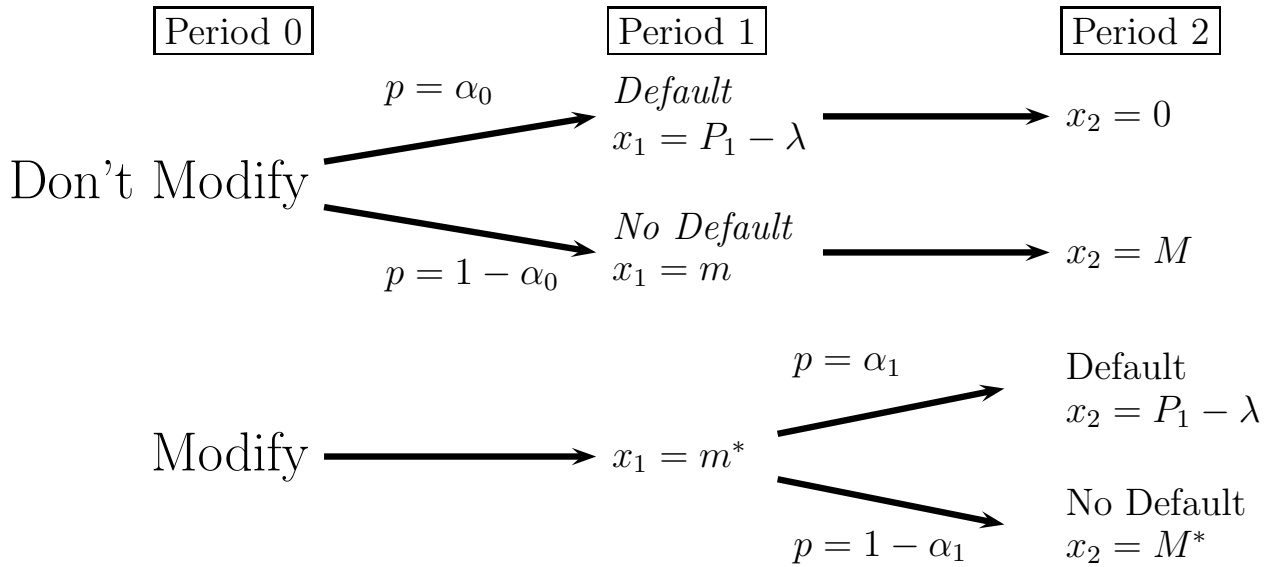 Period 0
Period 1
Period 2
p = α₀
Default
x₁ = P₁ − λ
x₂ = 0
Don't Modify
No Default
x₁ = m
x₂ = M
p = 1 − α₀
p = α₁
Default
x₂ = P₁ − λ
Modify
x₁ = m*
No Default
x₂ = M*
p = 1 − α₁